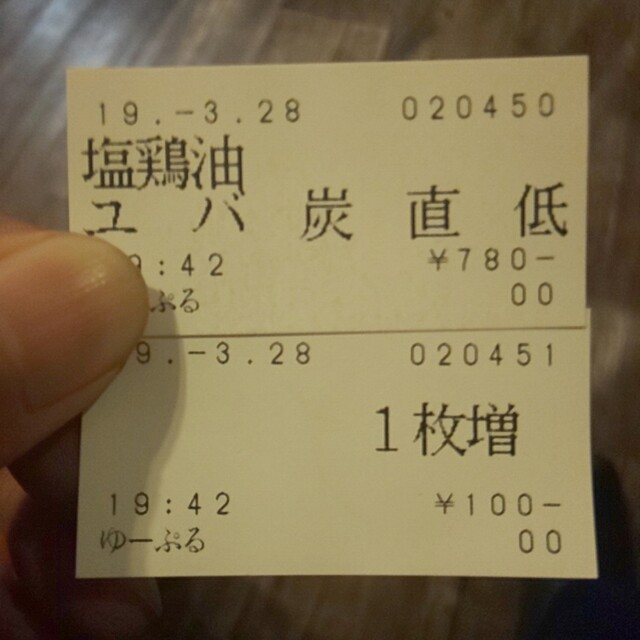 19.-3.28 020450
塩鶏油
ユバ炭直低
9:42 ¥780-
ぷる 00
9.-3.28 020451
1枚増
19:42 ¥100-
ゆーぷる 00